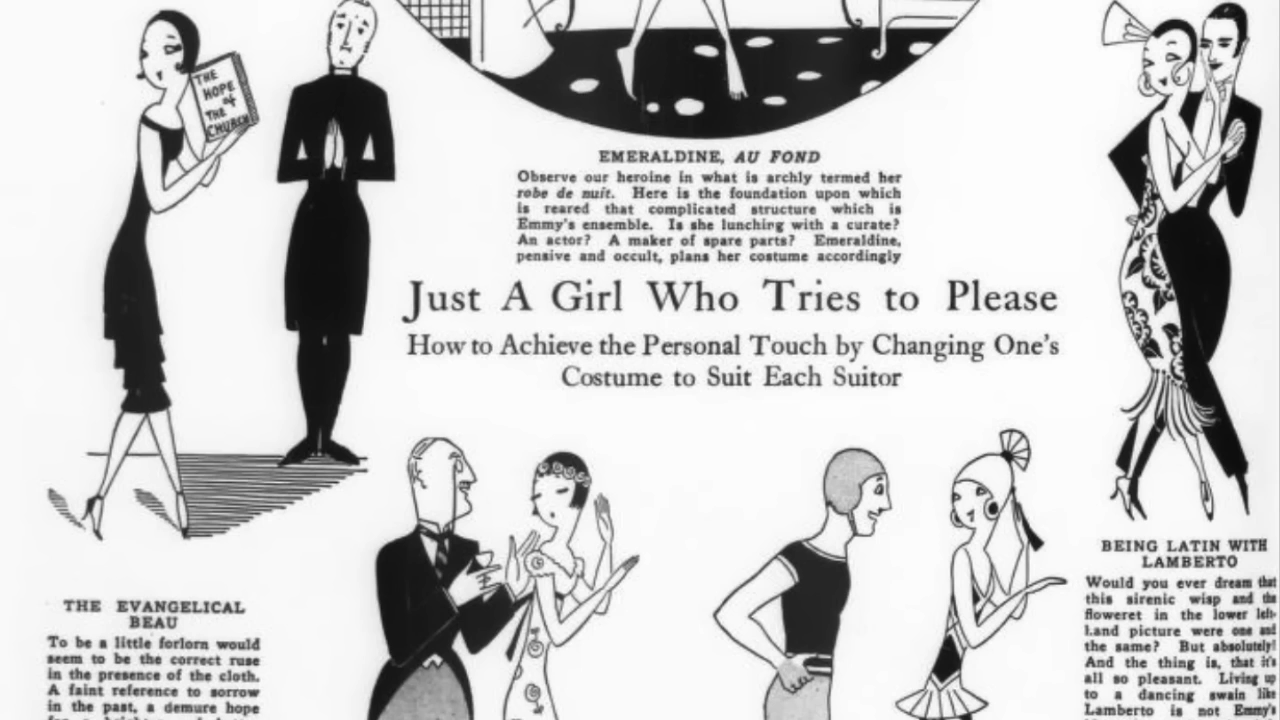 THE
HOPE
of
THE
CHURCH
EMERALDINE, AU FOND
Observe our heroine in what is archly termed her
robe de nuit. Here is the foundation upon which
is reared that complicated structure which is
Emmy's ensemble. Is she lunching with a curate?
An actor? A maker of spare parts? Emeraldine,
pensive and occult, plans her costume accordingly
Just A Girl Who Tries to Please
How to Achieve the Personal Touch by Changing One's
Costume to Suit Each Suitor
THE EVANGELICAL
BEAU
To be a little forlorn would
seem to be the correct ruse
in the presence of the cloth.
A faint reference to sorrow
in the past, a demure hope
for a
BEING LATIN WITH
LAMBERTO
Would you ever dream that
this sirenic wisp and the
floweret in the lower left-
hand picture were one and
the same? But absolutely!
And the thing is, that it's
all so pleasant. Living up
to a dancing swain like
Lamberto is not Emmy's